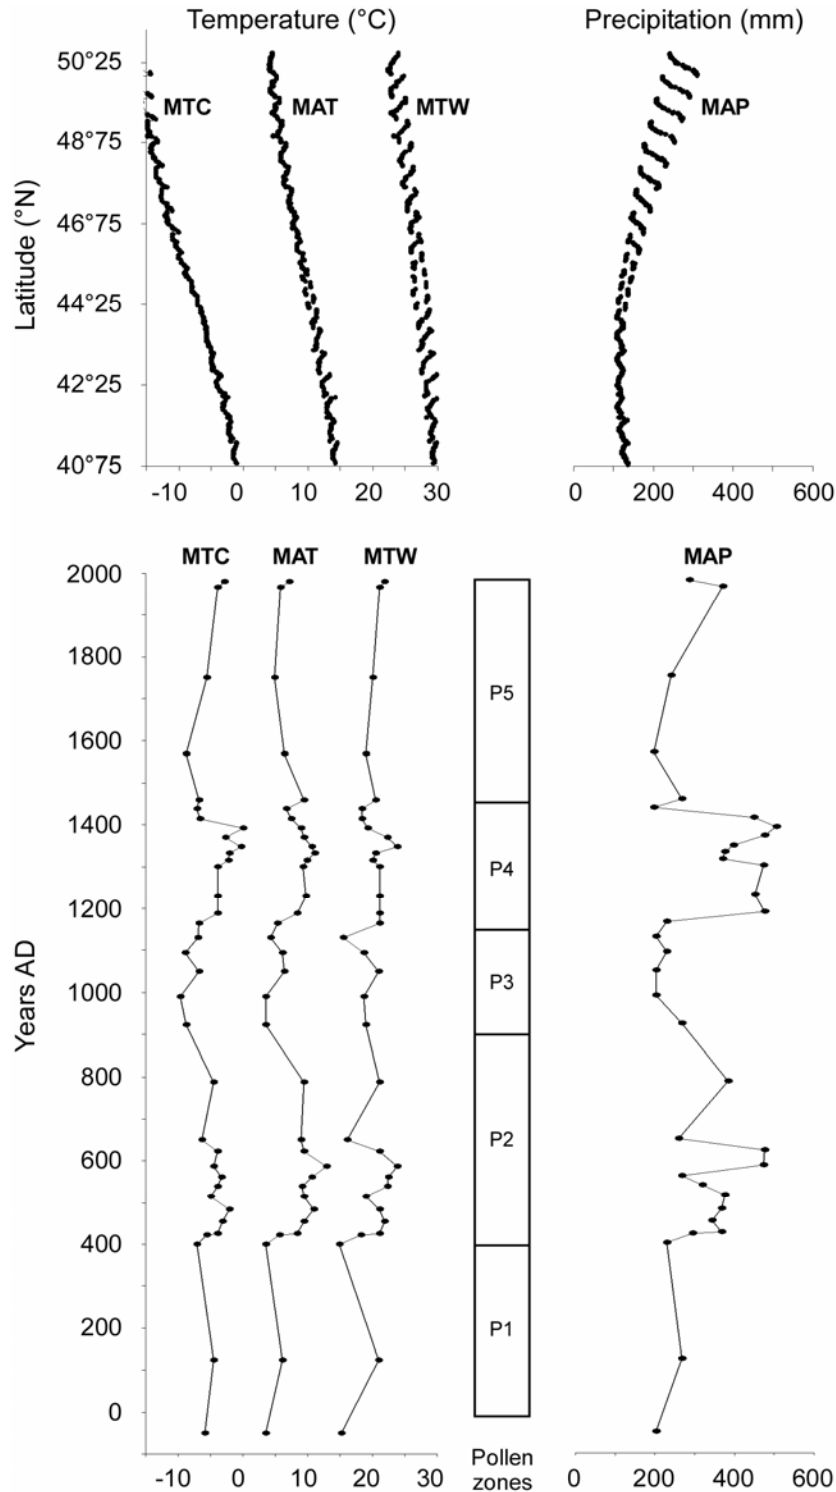 Temperature (°C) Precipitation (mm)
50°25
MTC MAT MTW MAP
48°75
46°75
44°25
42°25
40°75
Latitude (°N)
-10 0 10 20 30 0 200 400 600
MTC MAT MTW MAP
2000
1800
P5
1600
1400
P4
1200
P3
1000
800
P2
600
400
P1
200
0
Years AD
-10 0 10 20 30 0 200 400 600
Pollen
zones